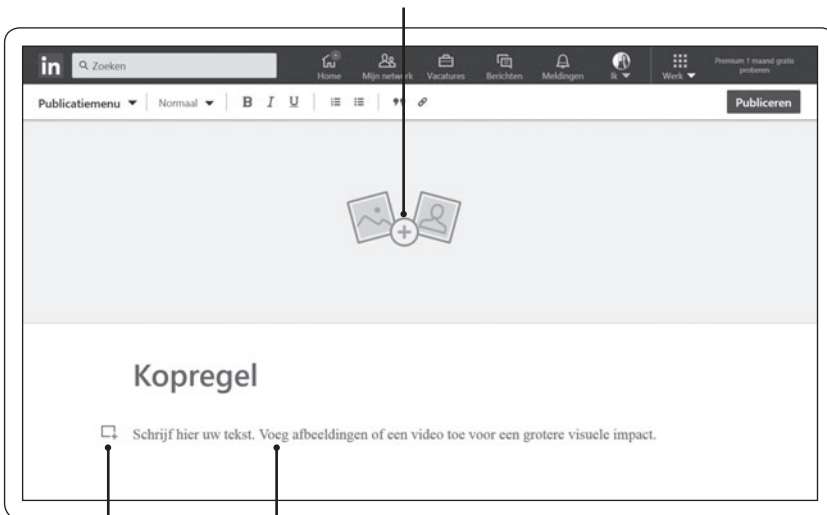 in Zoeken
Home Mijn netwerk Vacatures Berichten Meldingen Ik Werk Premium 1 maand gratis
proberen
Publicatiemenu Normaal B I U Publiceren
Kopregel
Schrijf hier uw tekst. Voeg afbeeldingen of een video toe voor een grotere visuele impact.